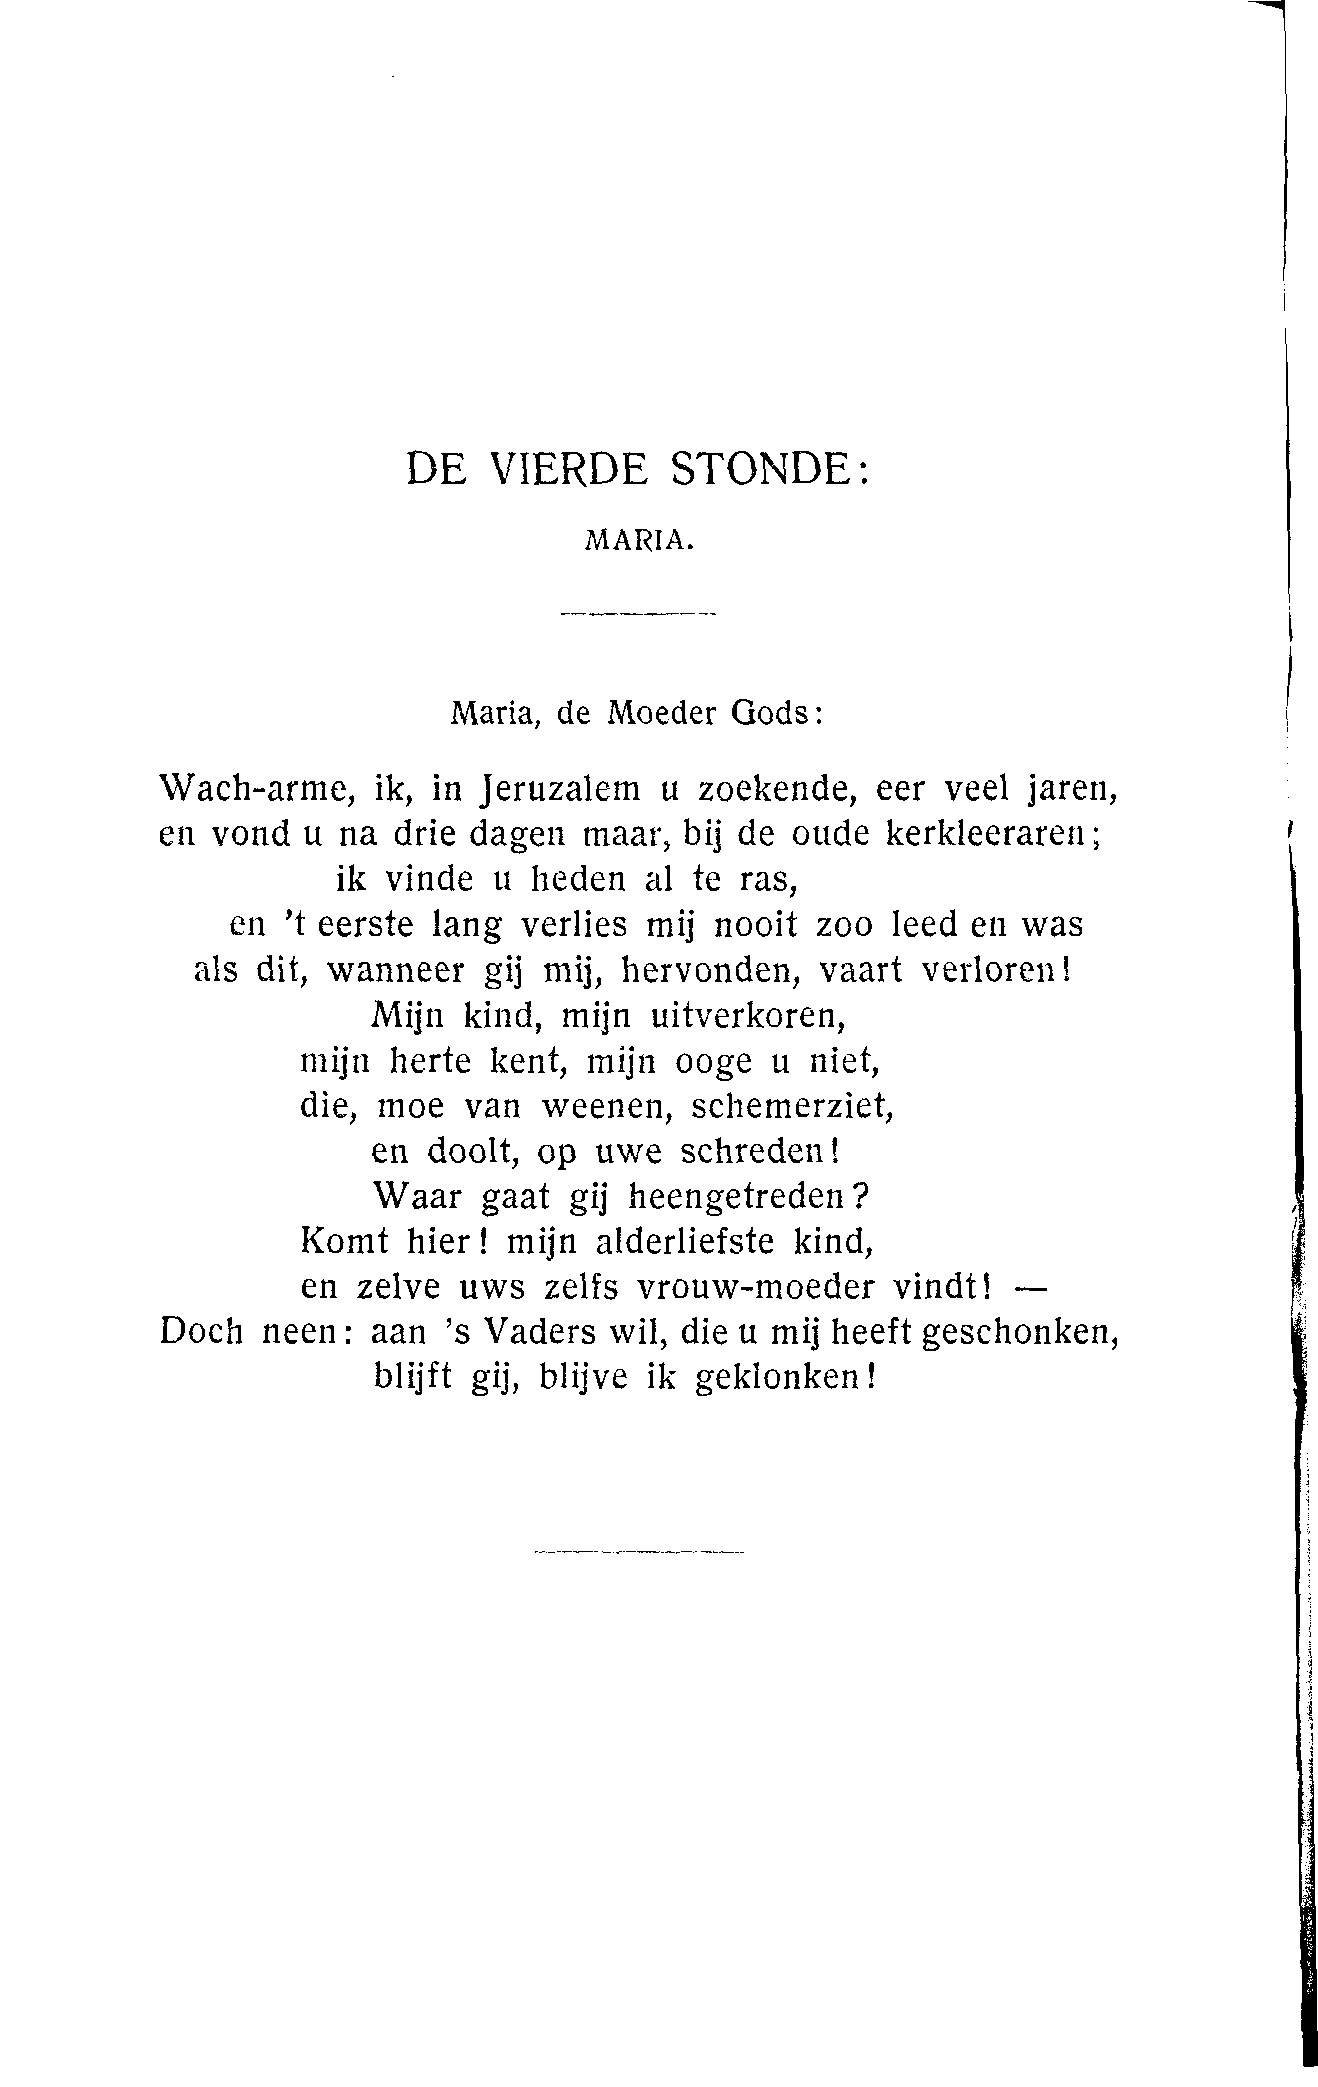 DE VIERDE STONDE:
MARIA.
Maria, de Moeder Gods:
Wach-arme, ik, in Jeruzalem u zoekende, eer veel jaren,
en vond u na drie dagen maar, bij de oude kerkleeraren;
ik vinde u heden al te ras,
en 't eerste lang verlies mij nooit zoo leed en was
als dit, wanneer gij mij, hervonden, vaart verloren!
Mijn kind, mijn uitverkoren,
mijn herte kent, mijn ooge u niet,
die, moe van weenen, schemerziet,
en doolt, op uwe schreden!
Waar gaat gij heengetreden?
Komt hier! mijn alderliefste kind,
en zelve uws zelfs vrouw-moeder vindt! —
Doch neen: aan 's Vaders wil, die u mij heeft geschonken,
blijft gij, blijve ik geklonken!